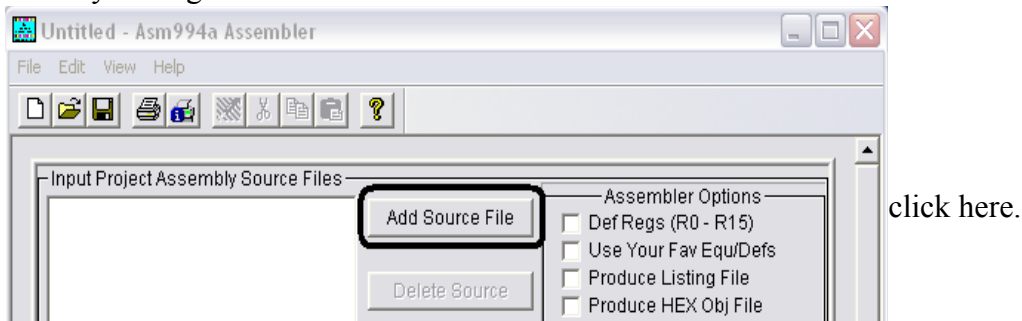 Untitled - Asm994a Assembler
File Edit View Help
Input Project Assembly Source Files
Add Source File
Delete Source
Assembler Options
Def Regs (R0 - R15)
Use Your Fav Equ/Defs
Produce Listing File
Produce HEX Obj File
click here.